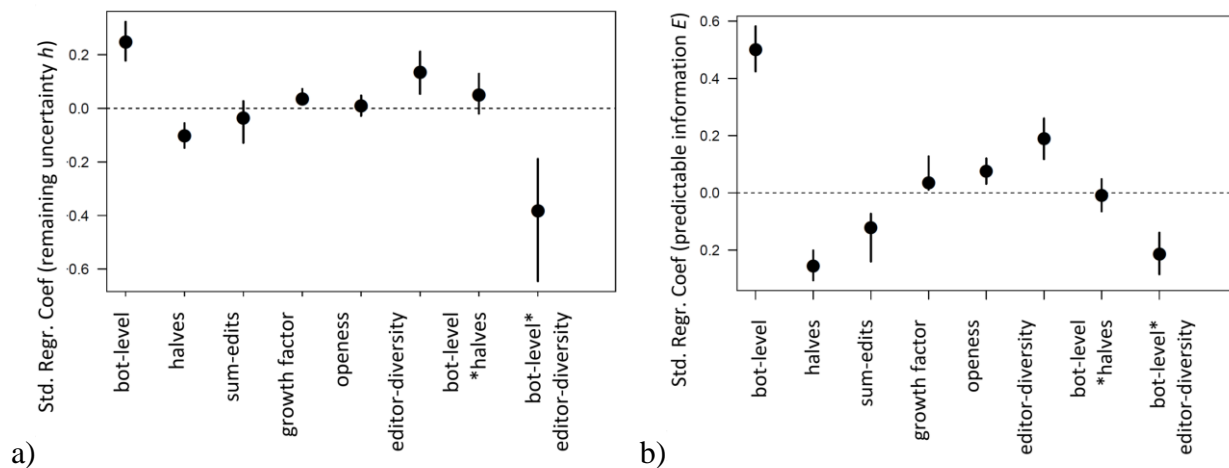 Std. Regr. Coef (remaining uncertainty h)
0.2
0.0
0.2
0.4
0.6
bot-level
halves
sum-edits
growth factor
openess
editor-diversity
bot-level
*halves
bot-level*
editor-diversity
a)
Std. Regr. Coef (predictable information E)
0.6
0.4
0.2
0.0
0.2
bot-level
halves
sum-edits
growth factor
openess
editor-diversity
bot-level
*halves
bot-level*
editor-diversity
b)